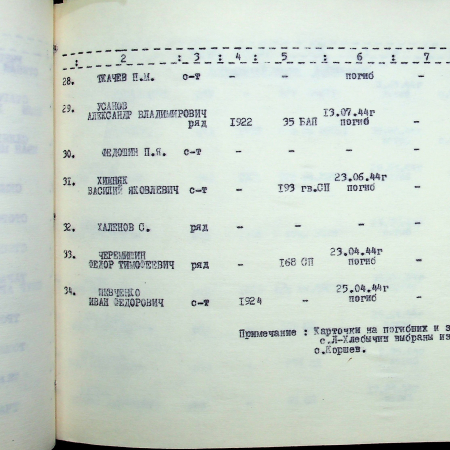 : 2 : 3 : 4 : 5 : 6 : 7
28. ТКАЧЕВ П.М. с-т - - погиб -
29. УСАНОВ
АЛЕКСАНДР ВЛАДИМИРОВИЧ 13.07.44г
ряд 1922 35 БАП погиб -
30. ФЕДОШИН П.Я. с-т - - - -
31. ХИЖНЯК 23.06.44г
ВАСИЛИЙ ЯКОВЛЕВИЧ с-т - 193 гв.СП погиб -
32. ХАЛЕНОВ С. ряд - - - -
33. ЧЕРЕМИСИН 23.04.44г
ФЕДОР ТИМОФЕЕВИЧ ряд - 168 СП погиб -
34. ШЕВЧЕНКО 25.04.44г
ИВАН ФЕДОРОВИЧ с-т 1924 - погиб -
Примечание : Карточки на погибших и з
с.Л-Хлебычин выбраны из
с.Коршев.